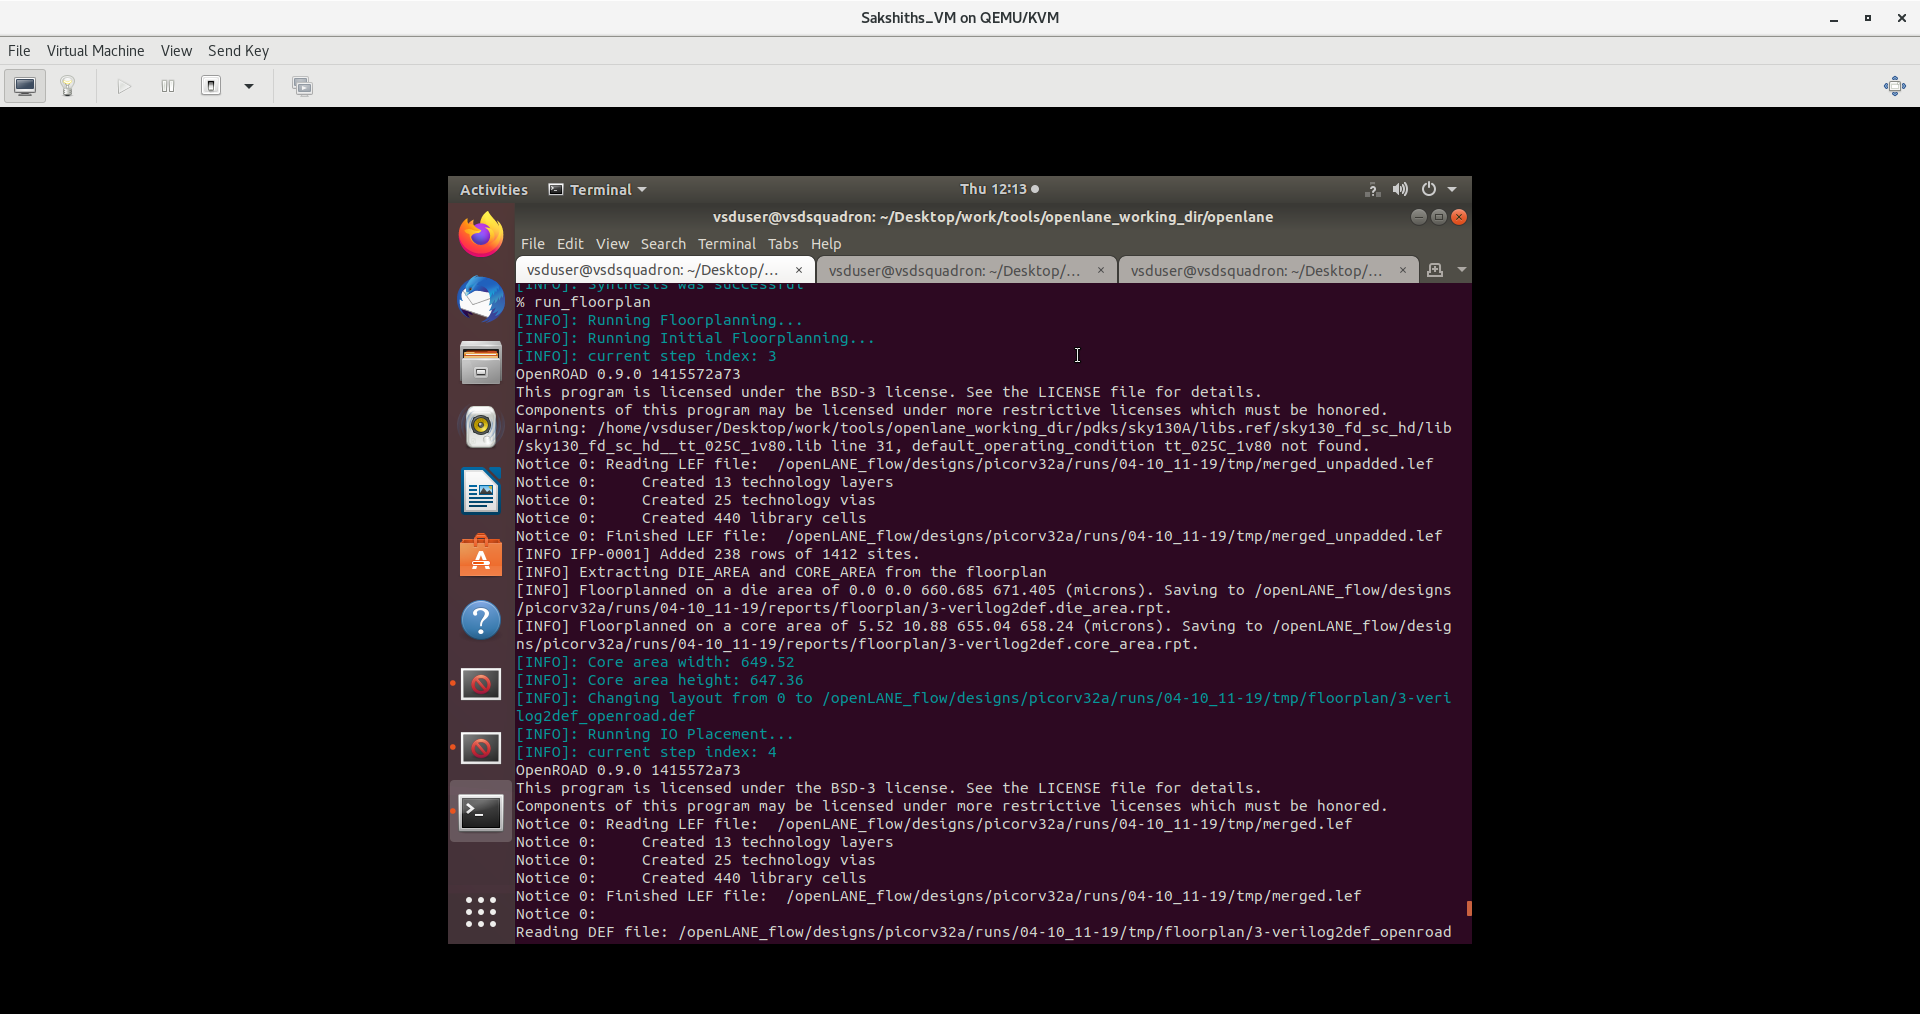 Sakshiths_VM on QEMU/KVM
File Virtual Machine View Send Key
Activities Terminal Thu 12:13
vsduser@vsdsquadron: ~/Desktop/work/tools/openlane_working_dir/openlane
File Edit View Search Terminal Tabs Help
vsduser@vsdsquadron: ~/Desktop/... × vsduser@vsdsquadron: ~/Desktop/... × vsduser@vsdsquadron: ~/Desktop/... ×
[INFO]: Synthesis was successful
% run_floorplan
[INFO]: Running Floorplanning...
[INFO]: Running Initial Floorplanning...
[INFO]: current step index: 3
OpenROAD 0.9.0 1415572a73
This program is licensed under the BSD-3 license. See the LICENSE file for details.
Components of this program may be licensed under more restrictive licenses which must be honored.
Warning: /home/vsduser/Desktop/work/tools/openlane_working_dir/pdks/sky130A/libs.ref/sky130_fd_sc_hd/lib
/sky130_fd_sc_hd__tt_025C_1v80.lib line 31, default_operating_condition tt_025C_1v80 not found.
Notice 0: Reading LEF file:  /openLANE_flow/designs/picorv32a/runs/04-10_11-19/tmp/merged_unpadded.lef
Notice 0:     Created 13 technology layers
Notice 0:     Created 25 technology vias
Notice 0:     Created 440 library cells
Notice 0: Finished LEF file:  /openLANE_flow/designs/picorv32a/runs/04-10_11-19/tmp/merged_unpadded.lef
[INFO IFP-0001] Added 238 rows of 1412 sites.
[INFO] Extracting DIE_AREA and CORE_AREA from the floorplan
[INFO] Floorplanned on a die area of 0.0 0.0 660.685 671.405 (microns). Saving to /openLANE_flow/designs
/picorv32a/runs/04-10_11-19/reports/floorplan/3-verilog2def.die_area.rpt.
[INFO] Floorplanned on a core area of 5.52 10.88 655.04 658.24 (microns). Saving to /openLANE_flow/desig
ns/picorv32a/runs/04-10_11-19/reports/floorplan/3-verilog2def.core_area.rpt.
[INFO]: Core area width: 649.52
[INFO]: Core area height: 647.36
[INFO]: Changing layout from 0 to /openLANE_flow/designs/picorv32a/runs/04-10_11-19/tmp/floorplan/3-veri
log2def_openroad.def
[INFO]: Running IO Placement...
[INFO]: current step index: 4
OpenROAD 0.9.0 1415572a73
This program is licensed under the BSD-3 license. See the LICENSE file for details.
Components of this program may be licensed under more restrictive licenses which must be honored.
Notice 0: Reading LEF file:  /openLANE_flow/designs/picorv32a/runs/04-10_11-19/tmp/merged.lef
Notice 0:     Created 13 technology layers
Notice 0:     Created 25 technology vias
Notice 0:     Created 440 library cells
Notice 0: Finished LEF file:  /openLANE_flow/designs/picorv32a/runs/04-10_11-19/tmp/merged.lef
Notice 0:
Reading DEF file: /openLANE_flow/designs/picorv32a/runs/04-10_11-19/tmp/floorplan/3-verilog2def_openroad